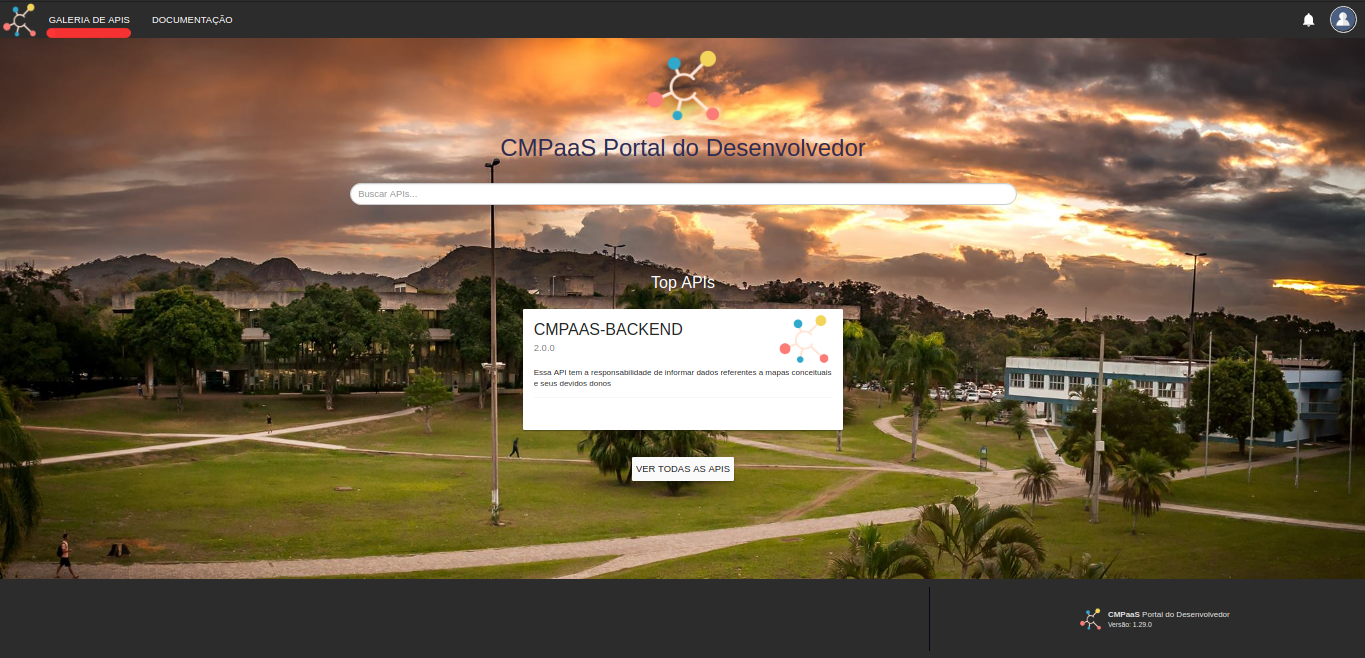 GALERIA DE APIS
DOCUMENTAÇÃO
CMPaaS Portal do Desenvolvedor
Buscar APIs...
Top APIs
CMPAAS-BACKEND
2.0.0
Essa API tem a responsabilidade de informar dados referentes a mapas conceituais
e seus devidos donos
VER TODAS AS APIS
CMPaaS Portal do Desenvolvedor
Versão: 1.29.0